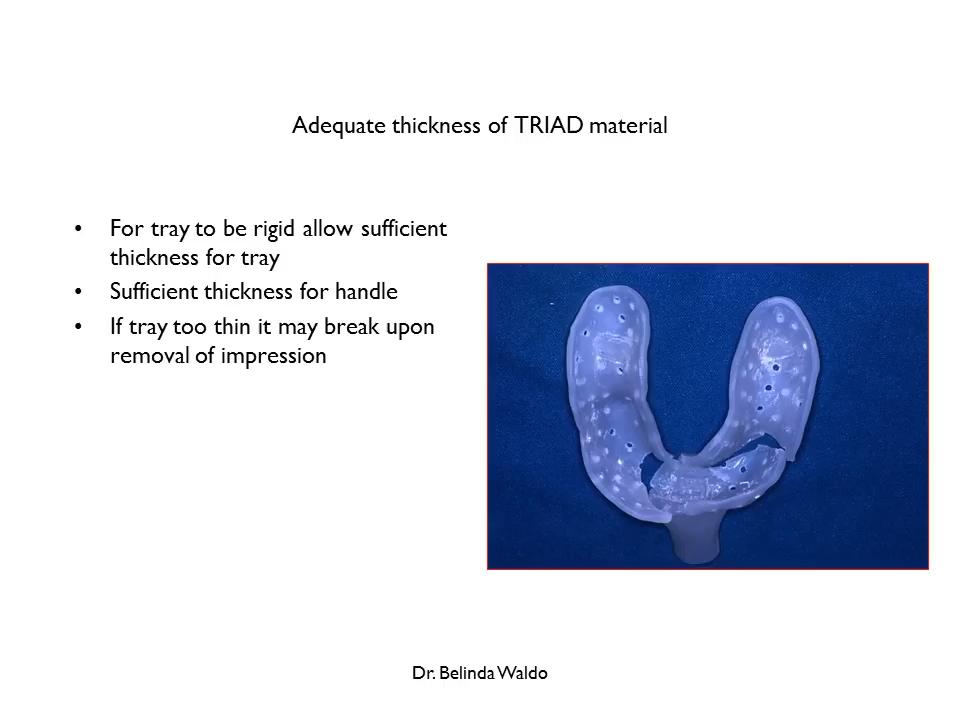 Adequate thickness of TRIAD material
• For tray to be rigid allow sufficient
thickness for tray
• Sufficient thickness for handle
• If tray too thin it may break upon
removal of impression
Dr. Belinda Waldo